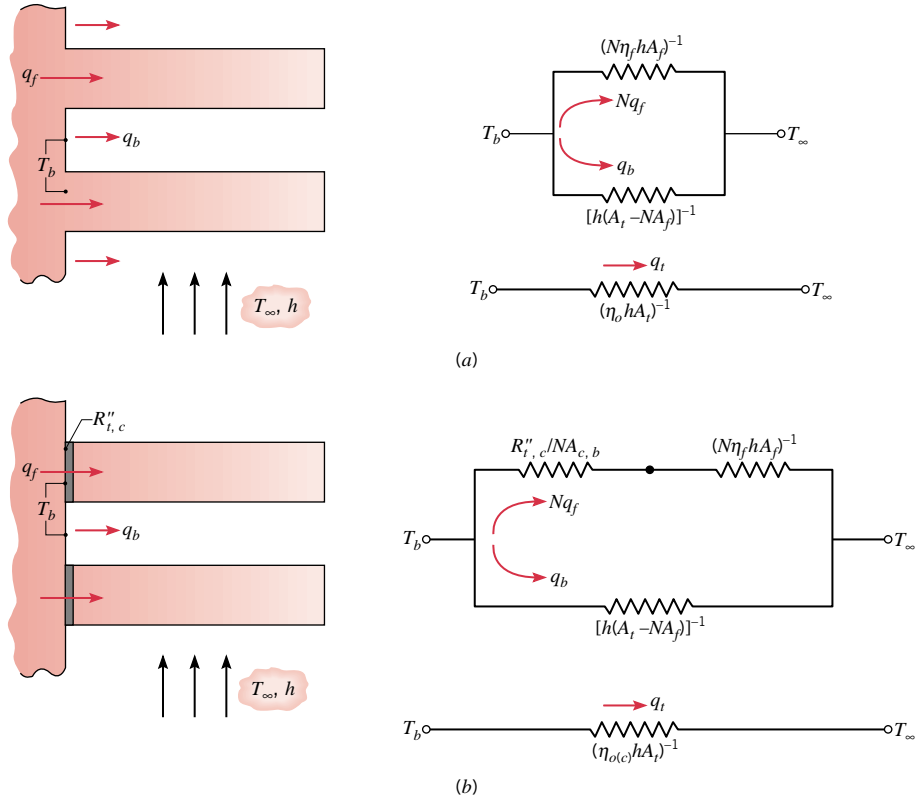 q_f
q_b
T_b
T_∞, h
(Nη_f hA_f)^–1
Nq_f
T_b
T_∞
q_b
[h(A_t – NA_f)]^–1
q_t
T_b
T_∞
(η_o hA_t)^–1
(a)
R″_t, c
q_f
T_b
q_b
T_∞, h
R″_t, c/NA_c, b
(Nη_f hA_f)^–1
Nq_f
T_b
T_∞
q_b
[h(A_t – NA_f)]^–1
q_t
T_b
T_∞
(η_o(c) hA_t)^–1
(b)